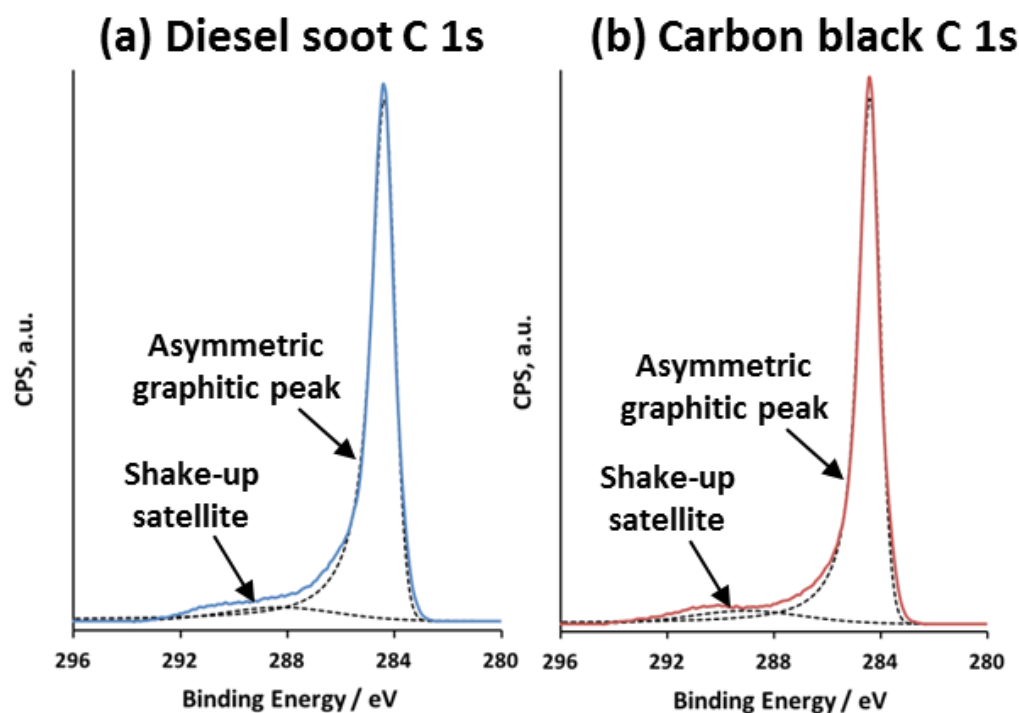 (a) Diesel soot C 1s
CPS, a.u.
Asymmetric
graphitic peak
Shake-up
satellite
296 292 288 284 280
Binding Energy / eV
(b) Carbon black C 1s
CPS, a.u.
Asymmetric
graphitic peak
Shake-up
satellite
296 292 288 284 280
Binding Energy / eV